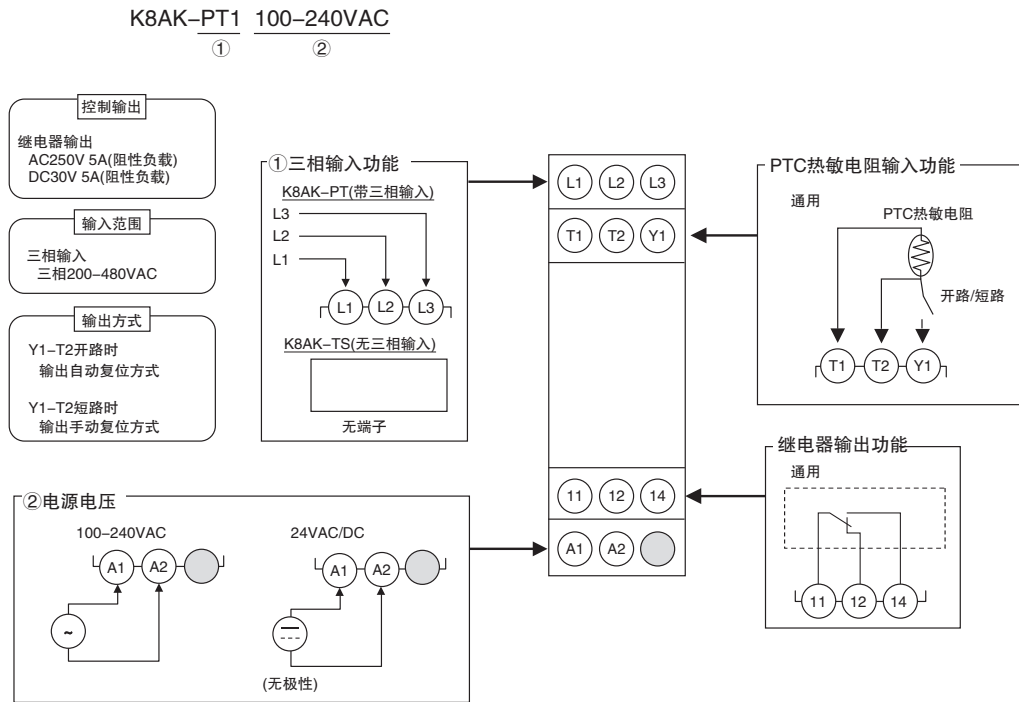 K8AK–PT1 100–240VAC
① ②
控制输出
继电器输出
AC250V 5A(阻性负载)
DC30V 5A(阻性负载)
输入范围
三相输入
三相200–480VAC
输出方式
Y1–T2开路时
输出自动复位方式
Y1–T2短路时
输出手动复位方式
①三相输入功能
K8AK–PT(带三相输入)
L3
L2
L1
L1 L2 L3
K8AK–TS(无三相输入)
无端子
L1 L2 L3
T1 T2 Y1
11 12 14
A1 A2
PTC热敏电阻输入功能
通用
PTC热敏电阻
开路/短路
T1 T2 Y1
继电器输出功能
通用
11 12 14
②电源电压
100–240VAC
A1 A2
~
24VAC/DC
A1 A2
(无极性)